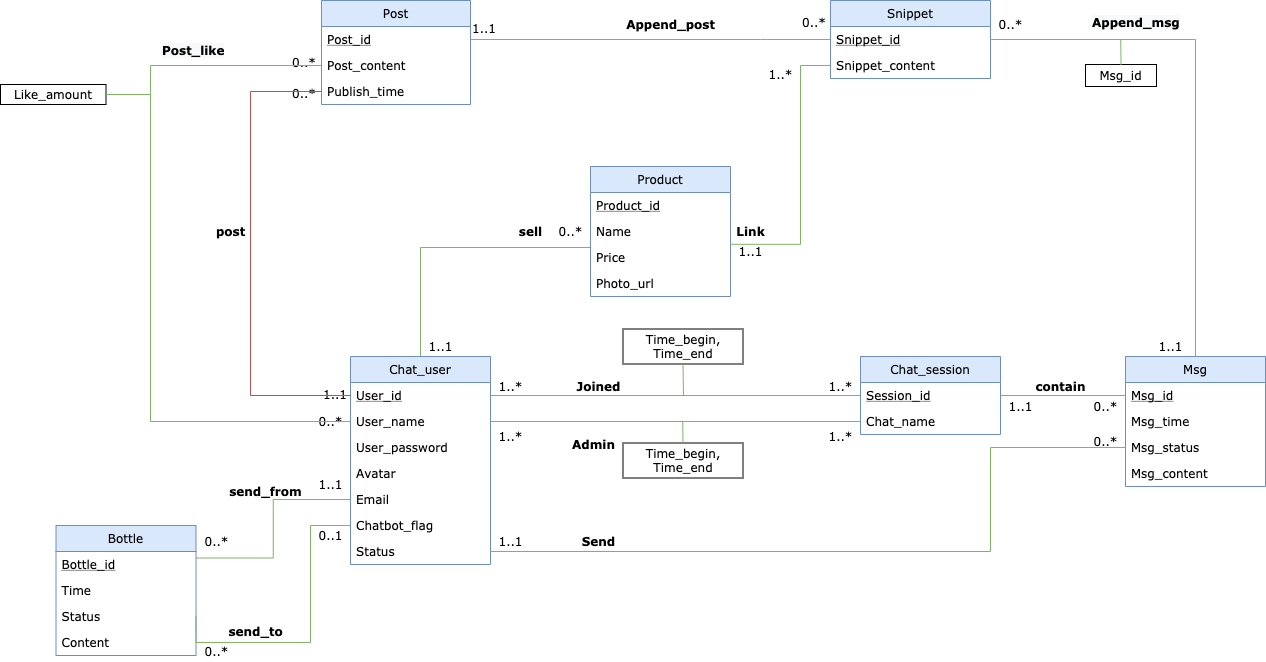 Post
Snippet
1..1
Append_post
0..*
0..*
Append_msg
Post_id
Snippet_id
Post_like
0..*
Post_content
1..*
Snippet_content
Msg_id
Like_amount
0..*
Publish_time
Product
Product_id
post
sell
0..*
Name
Link
1..1
Price
Photo_url
Time_begin,
Time_end
1..1
1..1
Chat_user
Chat_session
Msg
1..*
Joined
1..*
contain
1..1
User_id
Session_id
1..1
0..*
Msg_id
0..*
User_name
Chat_name
Msg_time
1..*
Admin
1..*
0..*
User_password
Msg_status
Time_begin,
Time_end
Avatar
Msg_content
send_from
1..1
Email
Chatbot_flag
Bottle
0..*
0..1
1..1
Send
Status
Bottle_id
Time
Status
send_to
Content
0..*